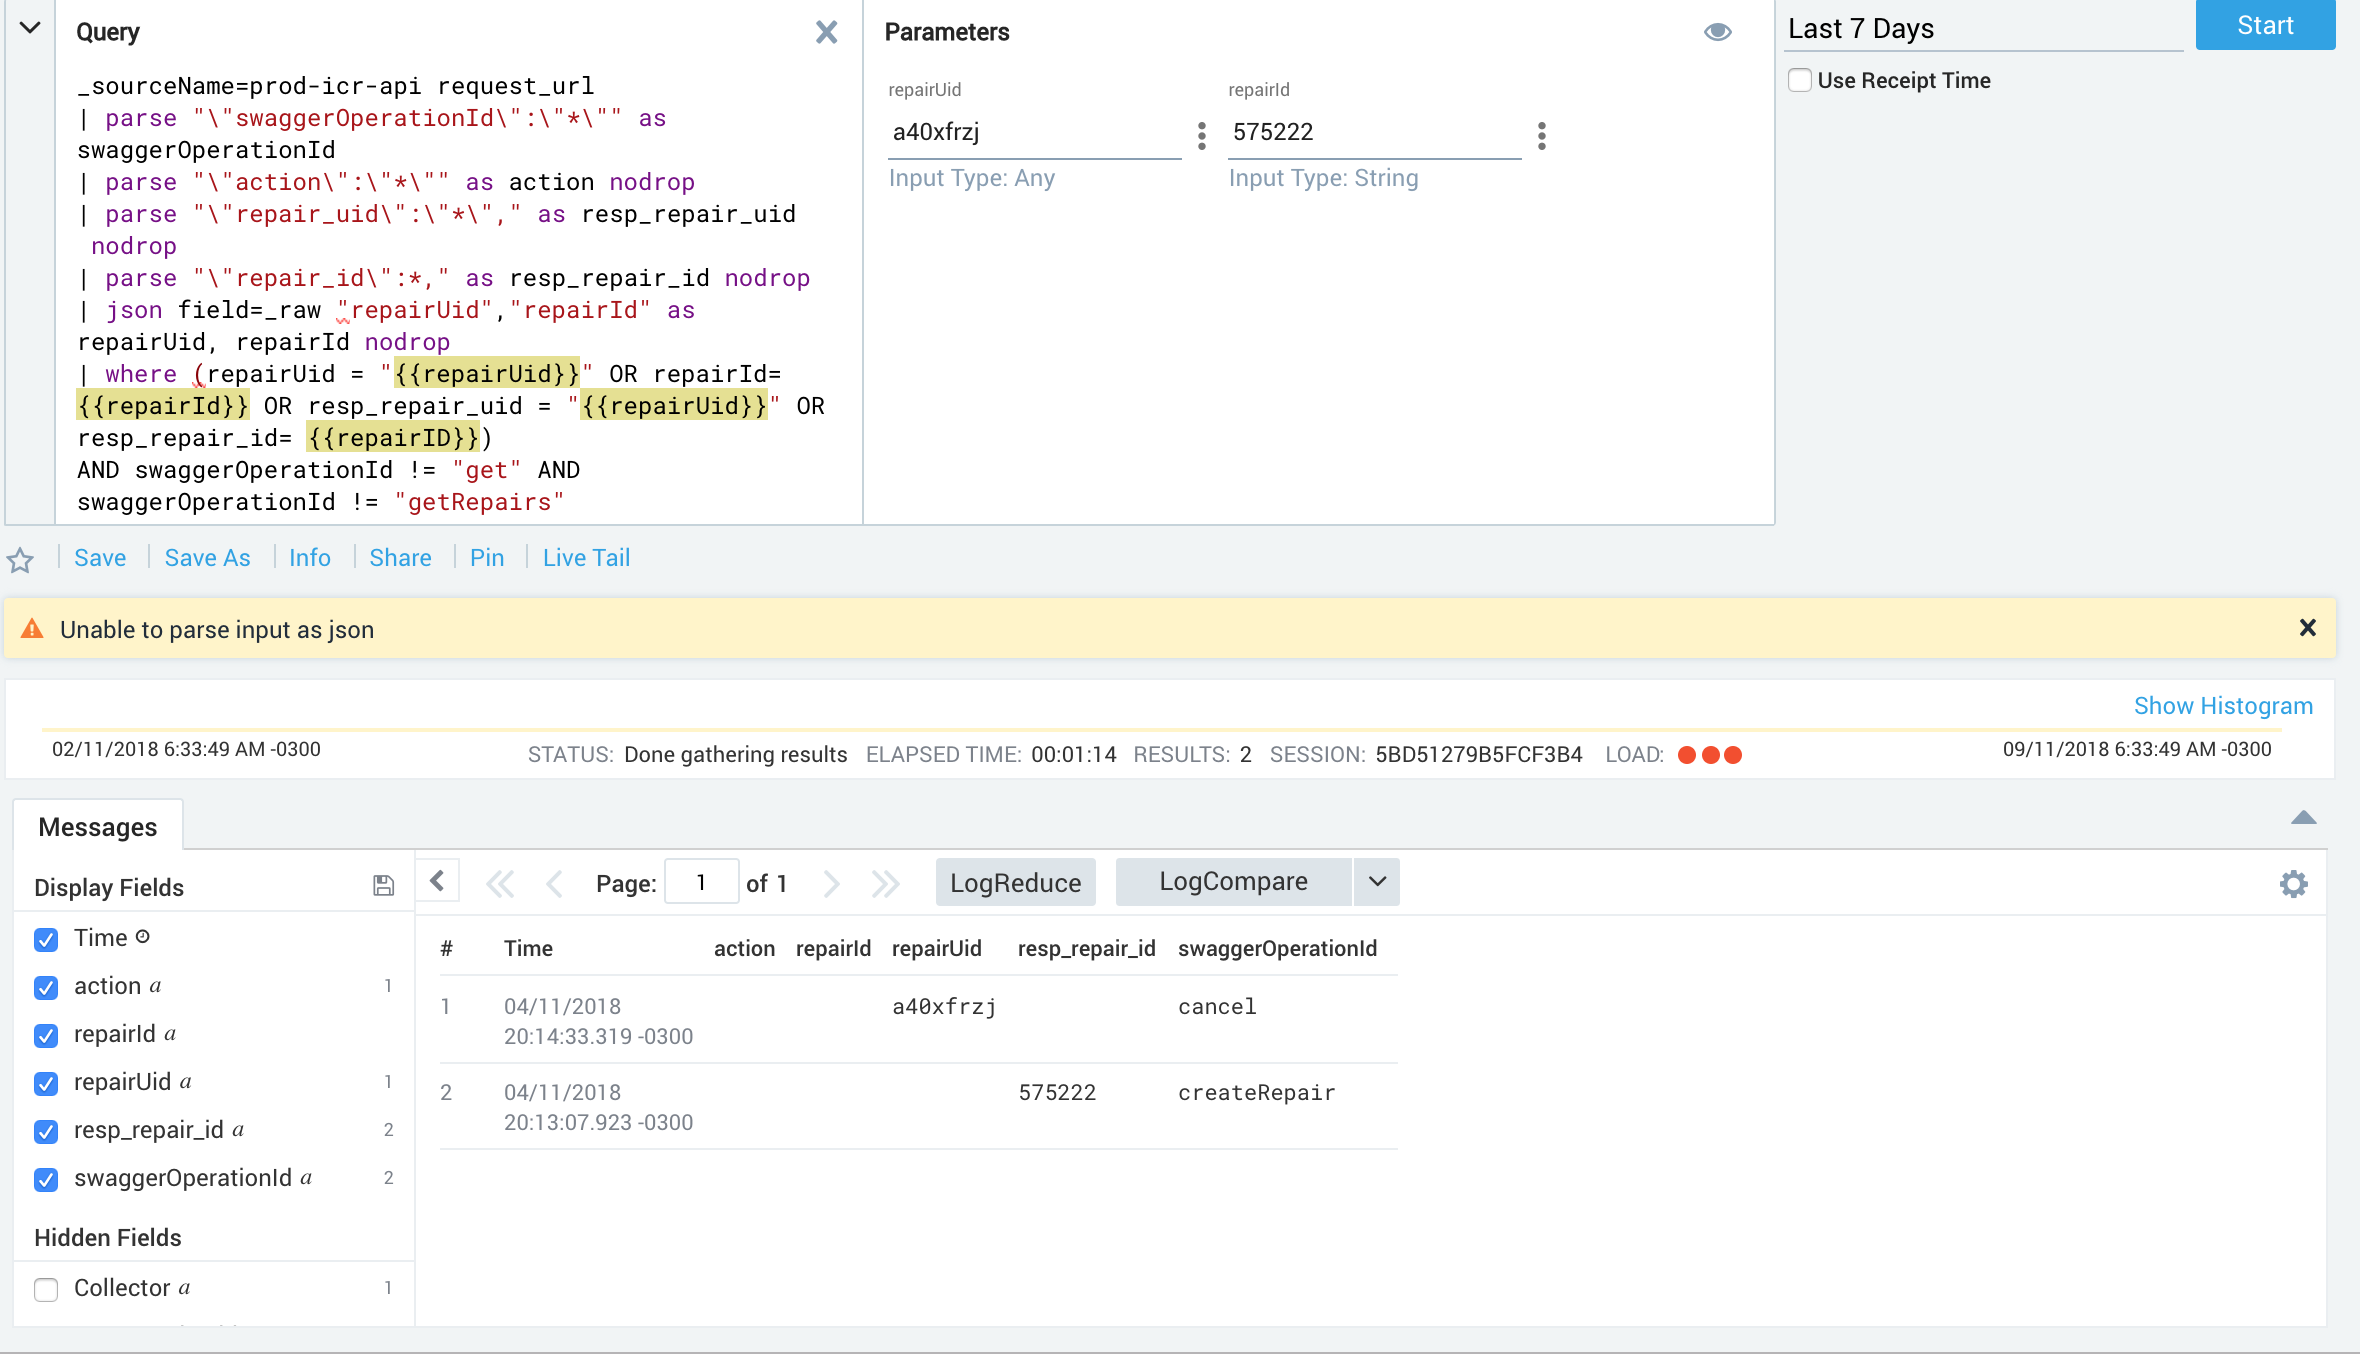 Query
_sourceName=prod-icr-api request_url
| parse "\"swaggerOperationId\":\"*\"" as
swaggerOperationId
| parse "\"action\":\"*\"" as action nodrop
| parse "\"repair_uid\":\"*\"," as resp_repair_uid
nodrop
| parse "\"repair_id\":*," as resp_repair_id nodrop
| json field=_raw "repairUid","repairId" as
repairUid, repairId nodrop
| where (repairUid = "{{repairUid}}" OR repairId=
{{repairId}} OR resp_repair_uid = "{{repairUid}}" OR
resp_repair_id= {{repairID}})
AND swaggerOperationId != "get" AND
swaggerOperationId != "getRepairs"
Parameters
repairUid repairId
a40xfrzj 575222
Input Type: Any Input Type: String
Last 7 Days Start
Use Receipt Time
Save Save As Info Share Pin Live Tail
Unable to parse input as json
Show Histogram
02/11/2018 6:33:49 AM -0300 STATUS: Done gathering results ELAPSED TIME: 00:01:14 RESULTS: 2 SESSION: 5BD51279B5FCF3B4 LOAD: 09/11/2018 6:33:49 AM -0300
Messages
Display Fields
Time
action a 1
repairId a
repairUid a 1
resp_repair_id a 2
swaggerOperationId a 2
Hidden Fields
Collector a 1
Page: 1 of 1 LogReduce LogCompare
# Time action repairId repairUid resp_repair_id swaggerOperationId
1 04/11/2018 a40xfrzj cancel
20:14:33.319 -0300
2 04/11/2018 575222 createRepair
20:13:07.923 -0300